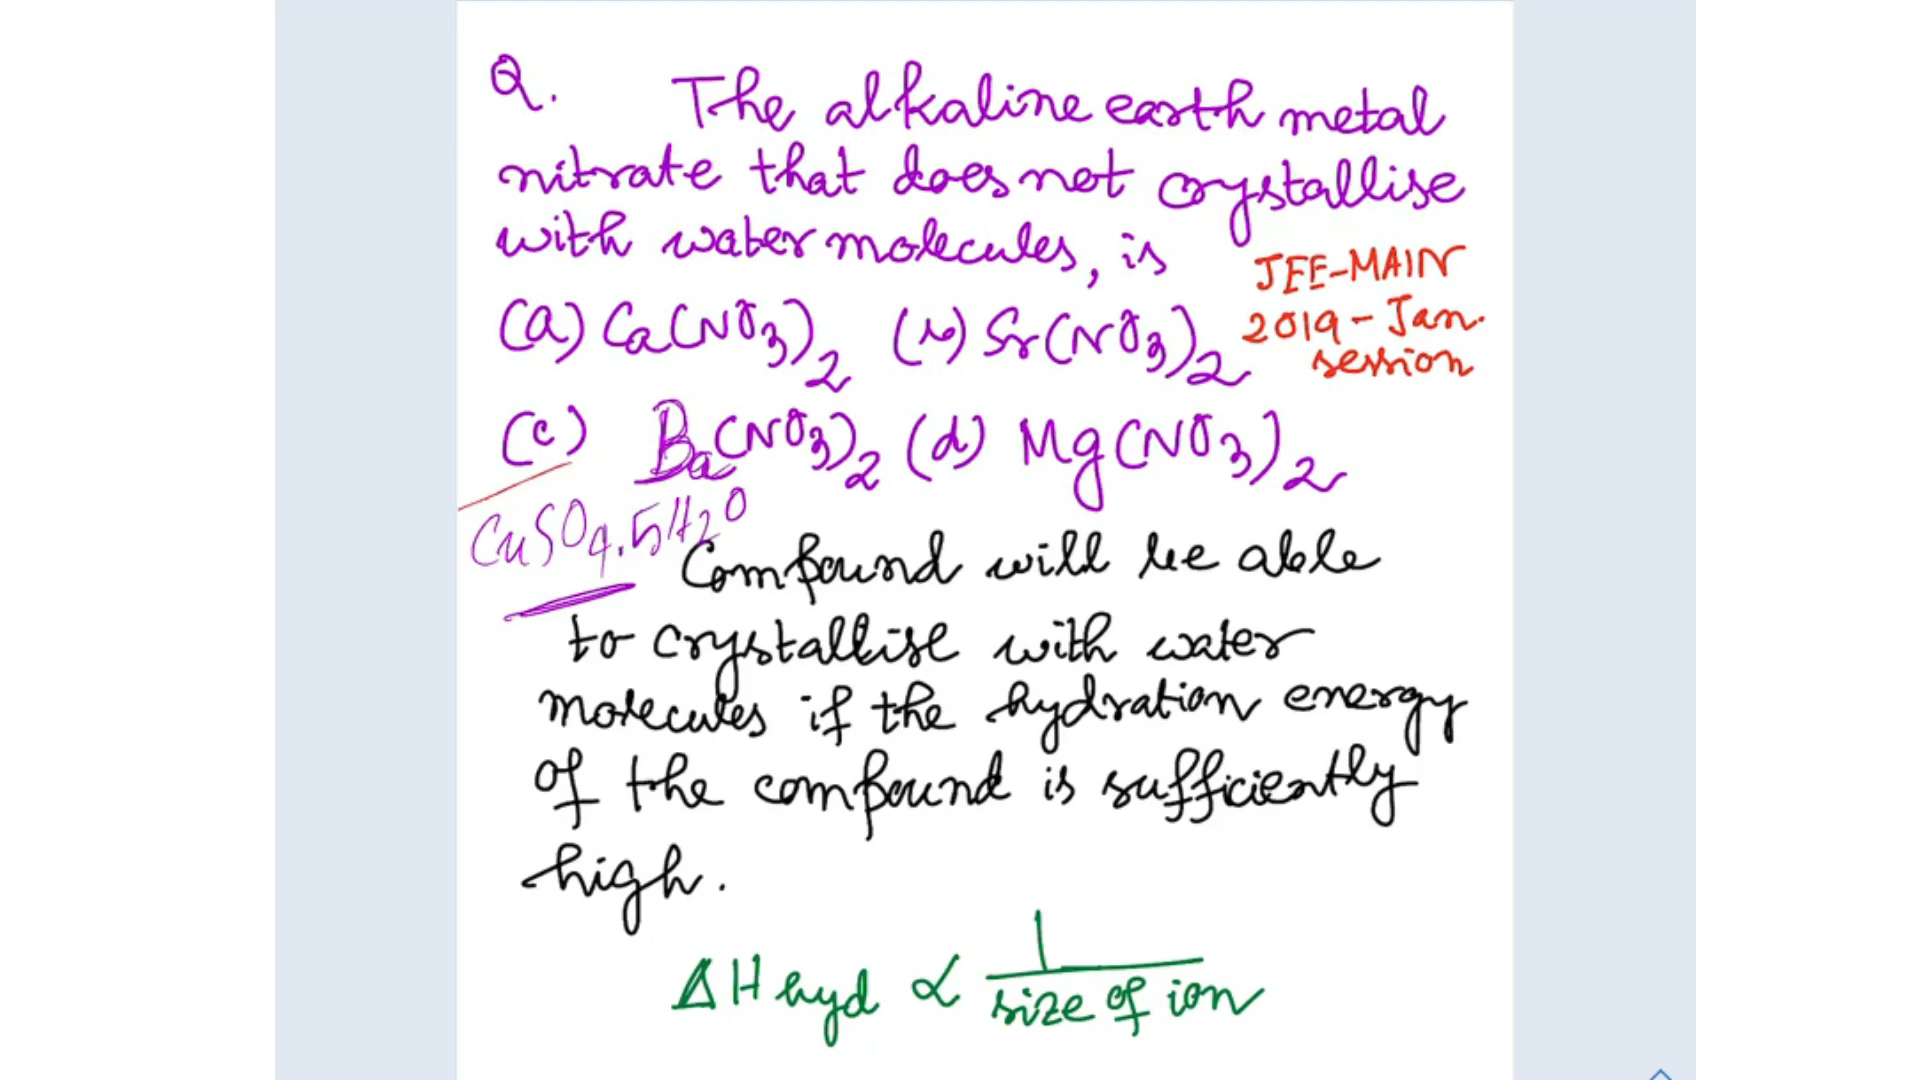 Q. The alkaline earth metal
nitrate that does not crystallise
with water molecules, is
JEE-MAIN
2019-Jan.
session
(a) Ca(NO3)2 (b) Sr(NO3)2
(c) Ba(NO3)2 (d) Mg(NO3)2
CuSO4.5H2O
Compound will be able
to crystallise with water
molecules if the hydration energy
of the compound is sufficiently
high.
ΔH hyd ∝ 1
size of ion